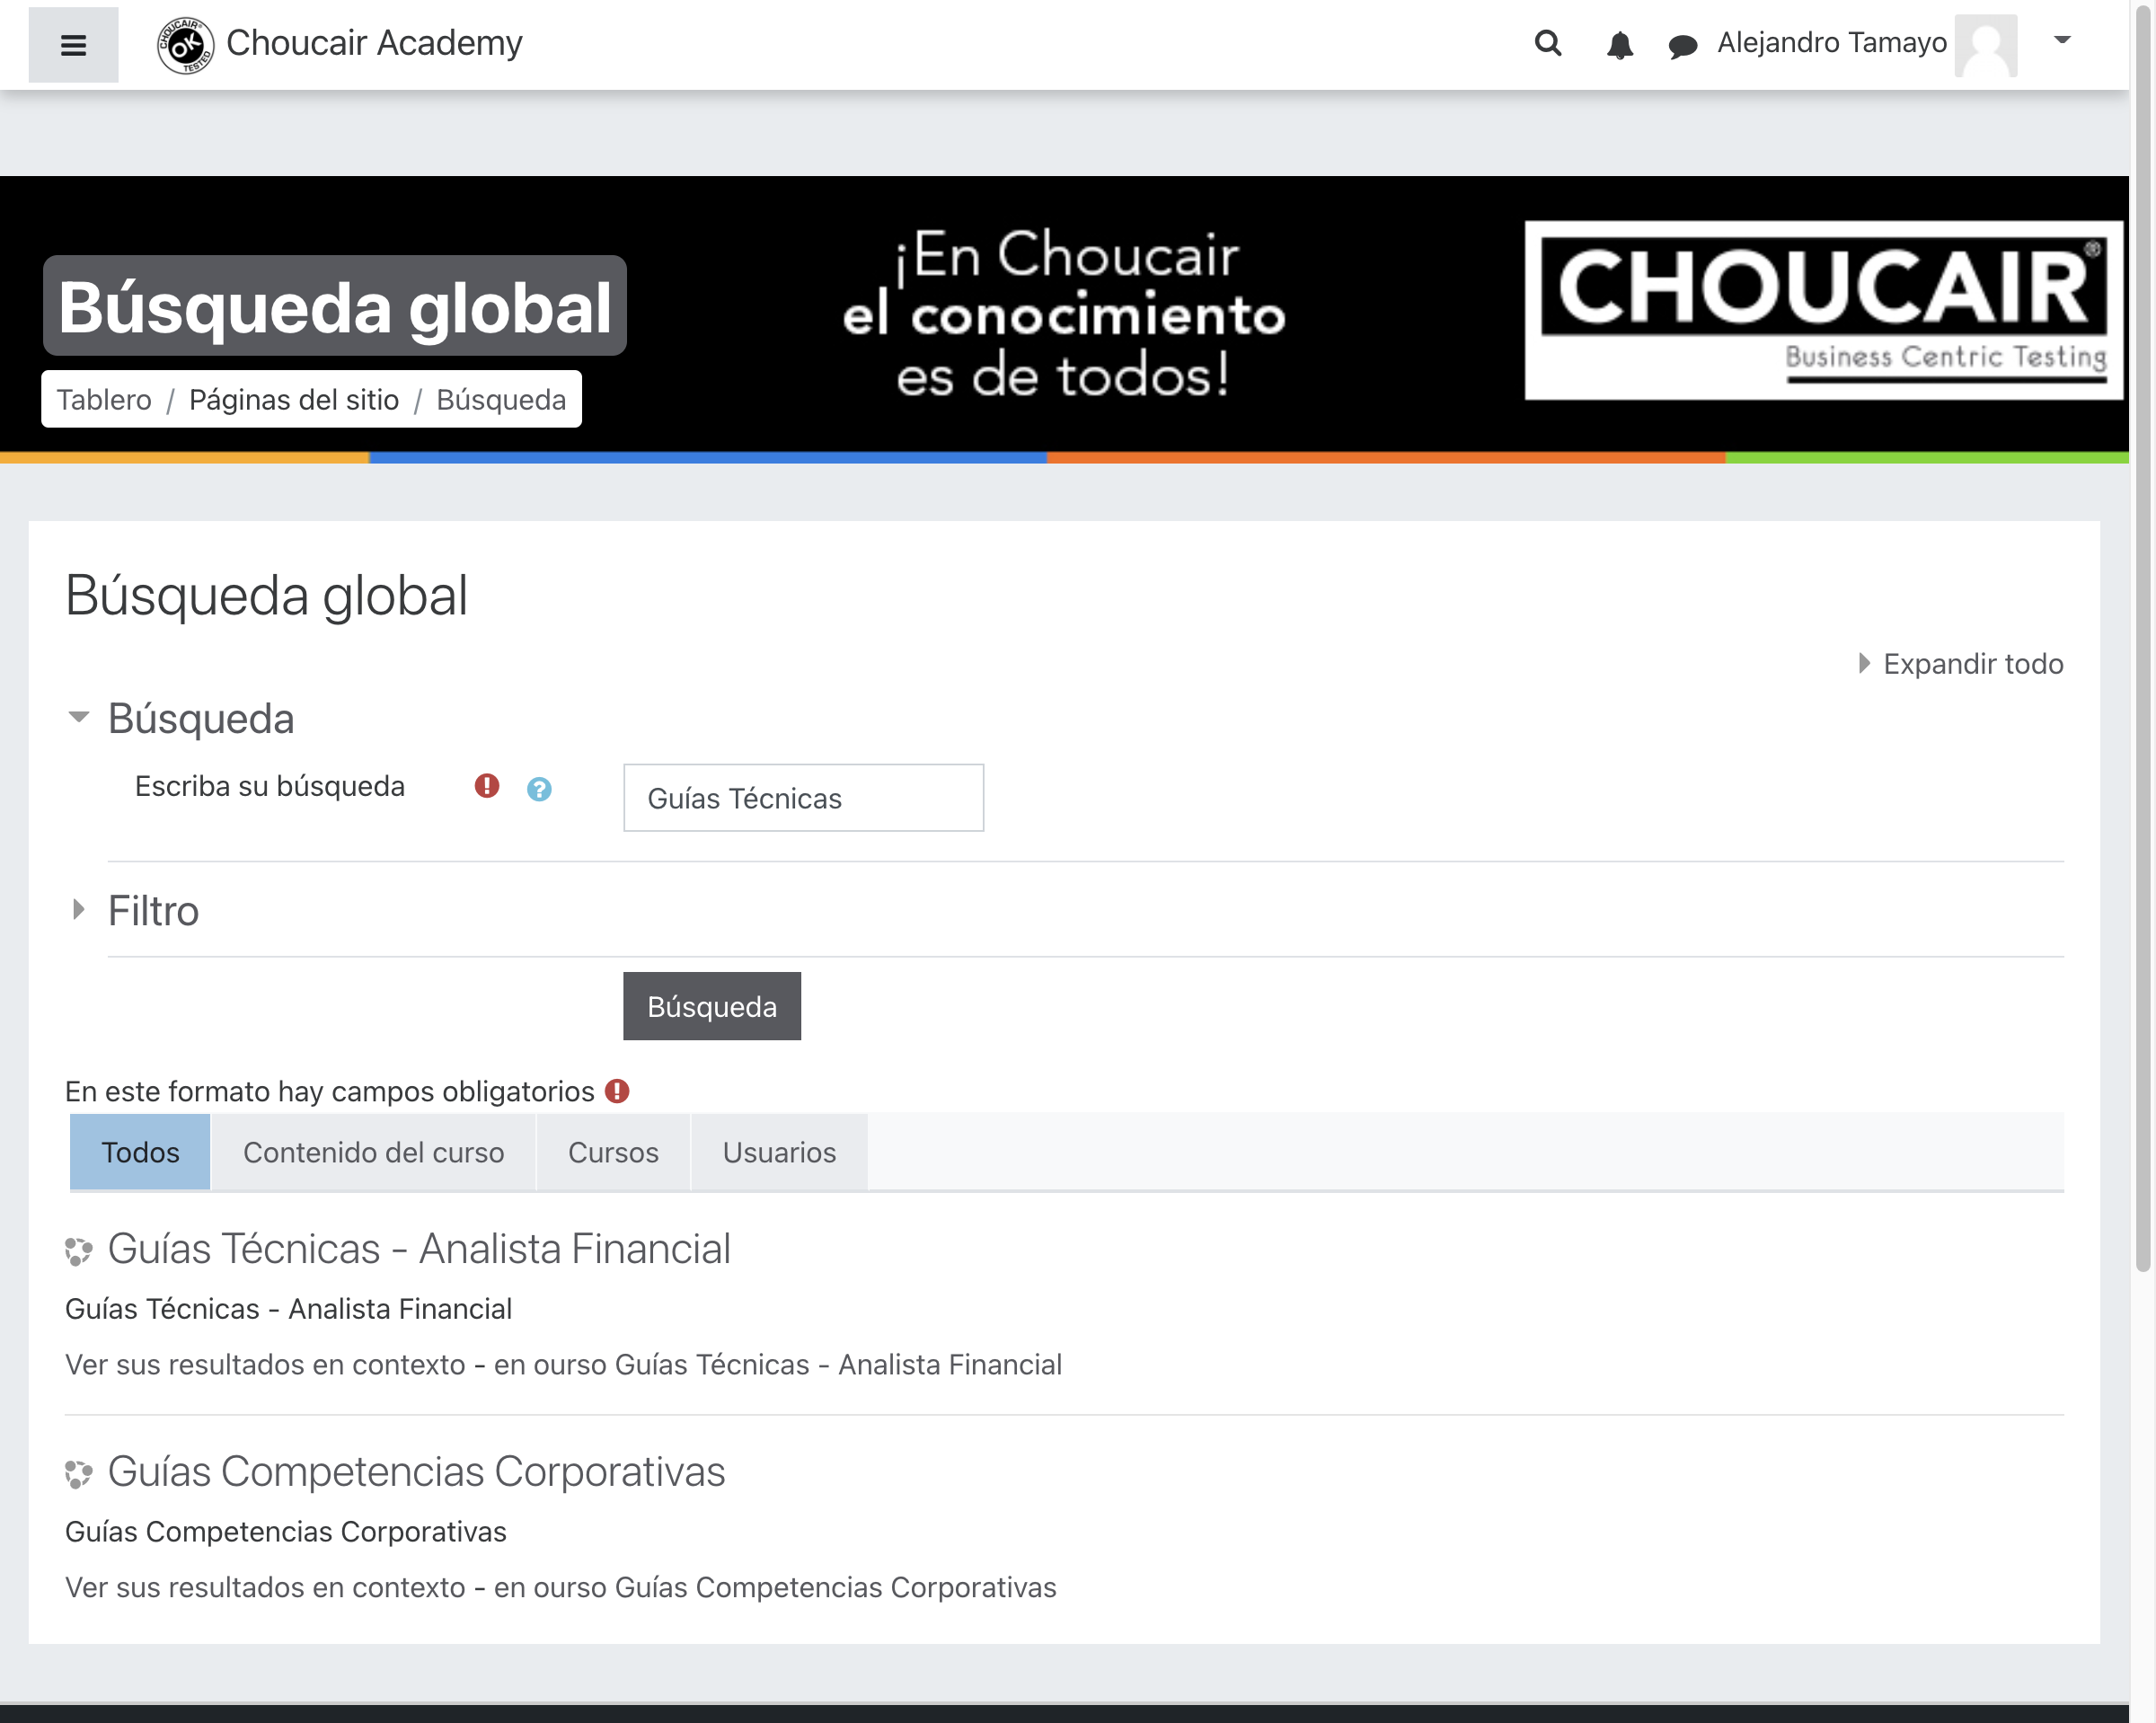 CHOUCAIR® OK TESTED
Choucair Academy
Alejandro Tamayo
Búsqueda global
Tablero / Páginas del sitio / Búsqueda
¡En Choucair
el conocimiento
es de todos!
CHOUCAIR®
Business Centric Testing
Búsqueda global
Expandir todo
Búsqueda
Escriba su búsqueda
Guías Técnicas
Filtro
Búsqueda
En este formato hay campos obligatorios
Todos
Contenido del curso
Cursos
Usuarios
Guías Técnicas - Analista Financial
Guías Técnicas - Analista Financial
Ver sus resultados en contexto - en ourso Guías Técnicas - Analista Financial
Guías Competencias Corporativas
Guías Competencias Corporativas
Ver sus resultados en contexto - en ourso Guías Competencias Corporativas